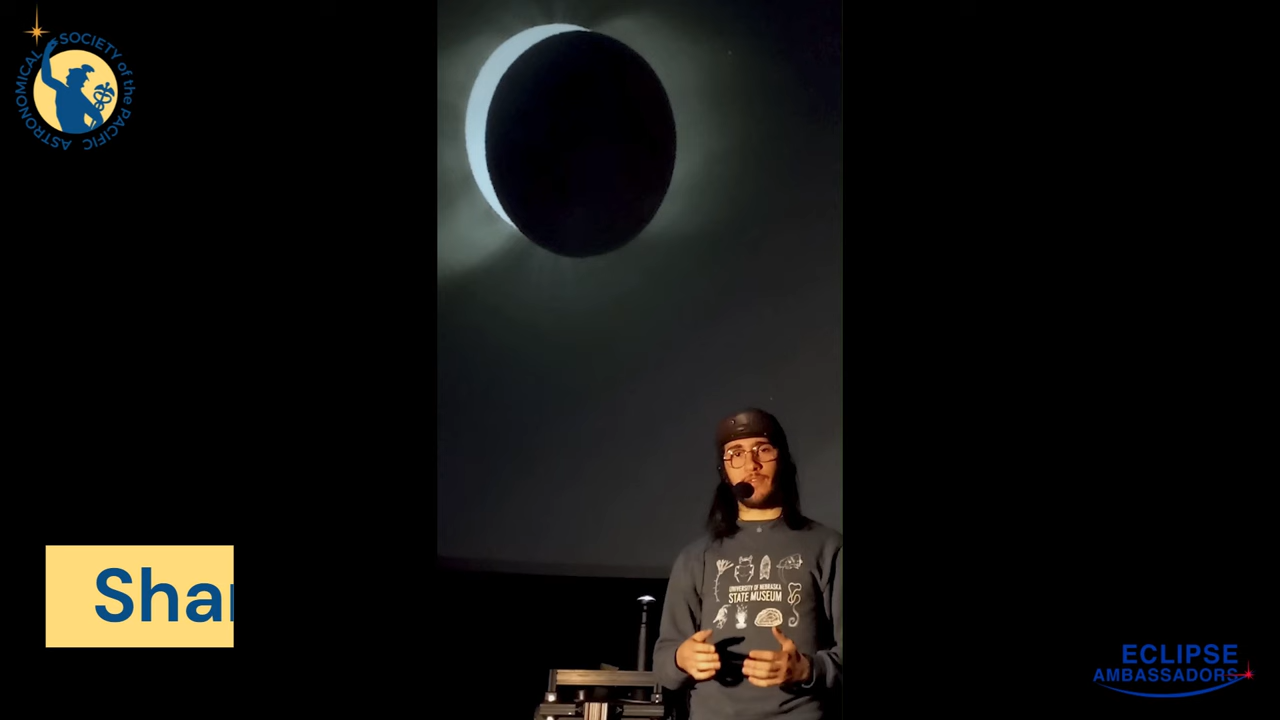 ASTRONOMICAL SOCIETY of the PACIFIC
UNIVERSITY OF NEBRASKA
STATE MUSEUM
Sha
ECLIPSE
AMBASSADORS